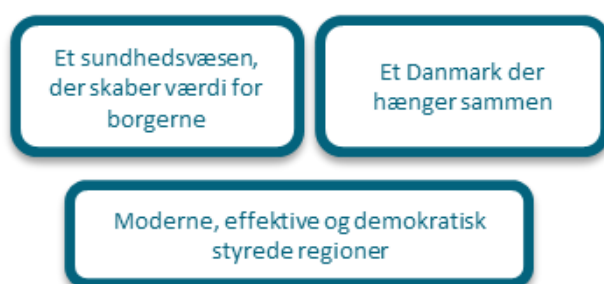 Et sundhedsvæsen,
der skaber værdi for
borgerne
Et Danmark der
hænger sammen
Moderne, effektive og demokratisk
styrede regioner